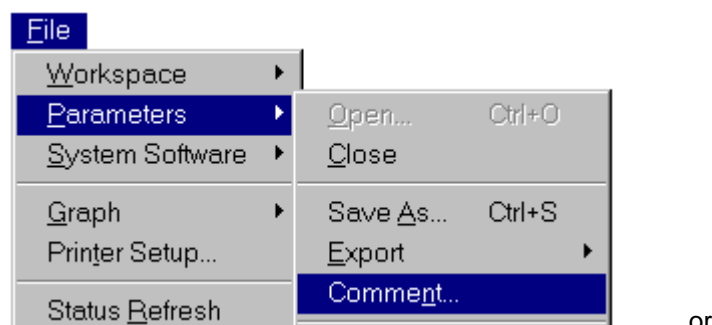 File
Workspace
Parameters
System Software
Graph
Printer Setup...
Status Refresh
Open... Ctrl+O
Close
Save As... Ctrl+S
Export
Comment...
or